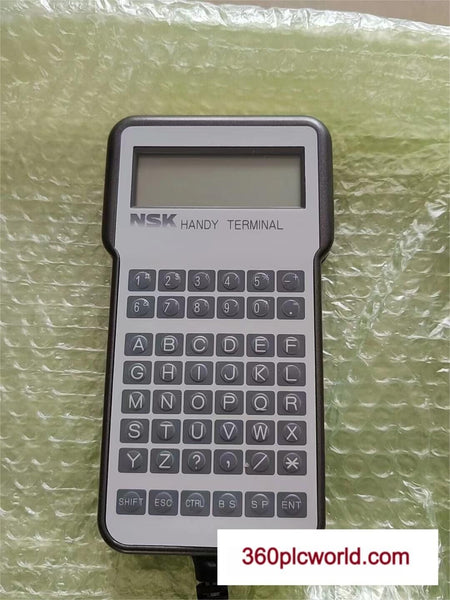 NSK HANDY TERMINAL
1 2 3 4 5 -
6 7 8 9 0 .
A B C D E F
G H I J K L
M N O P Q R
S T U V W X
Y Z ? , / *
SHIFT ESC CTRL BS SP ENT
360plcworld.com